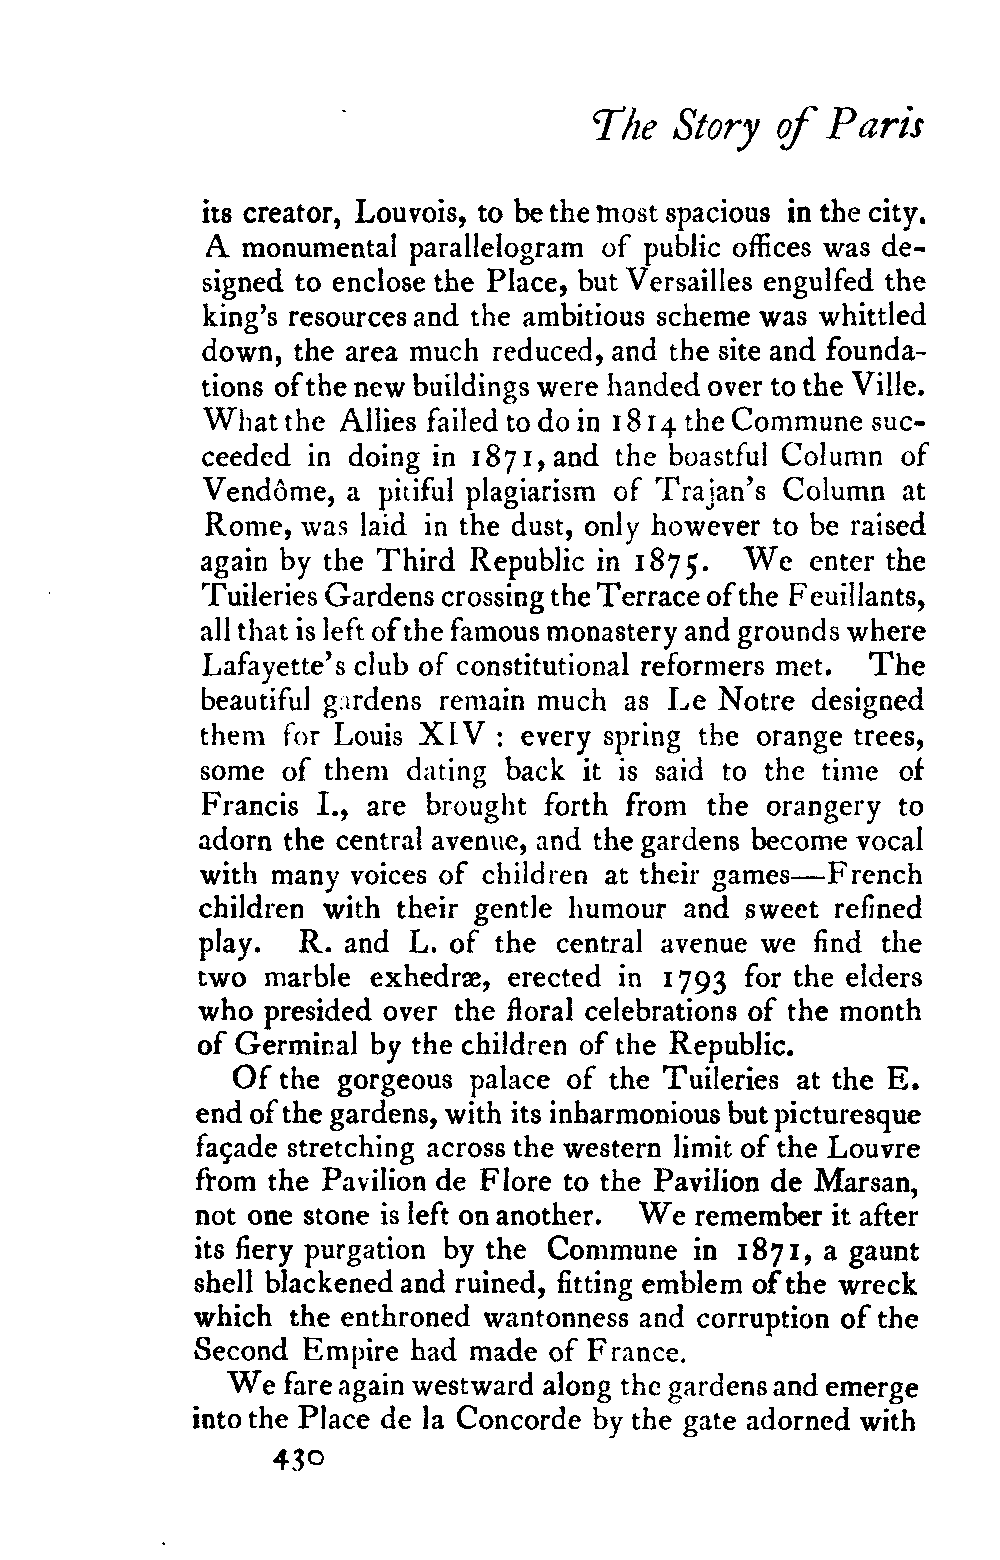 The Story of Paris
its creator, Louvois, to be the most spacious in the city.
A monumental parallelogram of public offices was de-
signed to enclose the Place, but Versailles engulfed the
king's resources and the ambitious scheme was whittled
down, the area much reduced, and the site and founda-
tions of the new buildings were handed over to the Ville.
What the Allies failed to do in 1814 the Commune suc-
ceeded in doing in 1871, and the boastful Column of
Vendôme, a pitiful plagiarism of Trajan's Column at
Rome, was laid in the dust, only however to be raised
again by the Third Republic in 1875. We enter the
Tuileries Gardens crossing the Terrace of the Feuillants,
all that is left of the famous monastery and grounds where
Lafayette's club of constitutional reformers met. The
beautiful gardens remain much as Le Notre designed
them for Louis XIV : every spring the orange trees,
some of them dating back it is said to the time of
Francis I., are brought forth from the orangery to
adorn the central avenue, and the gardens become vocal
with many voices of children at their games—French
children with their gentle humour and sweet refined
play. R. and L. of the central avenue we find the
two marble exhedræ, erected in 1793 for the elders
who presided over the floral celebrations of the month
of Germinal by the children of the Republic.
Of the gorgeous palace of the Tuileries at the E.
end of the gardens, with its inharmonious but picturesque
façade stretching across the western limit of the Louvre
from the Pavilion de Flore to the Pavilion de Marsan,
not one stone is left on another. We remember it after
its fiery purgation by the Commune in 1871, a gaunt
shell blackened and ruined, fitting emblem of the wreck
which the enthroned wantonness and corruption of the
Second Empire had made of France.
We fare again westward along the gardens and emerge
into the Place de la Concorde by the gate adorned with
430